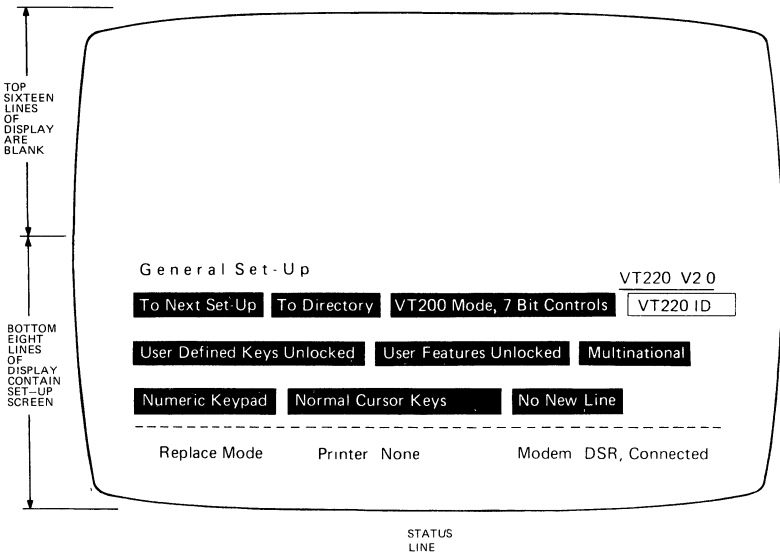 TOP
SIXTEEN
LINES
OF
DISPLAY
ARE
BLANK
General Set-Up
VT220 V2 0
To Next Set-Up To Directory VT200 Mode, 7 Bit Controls VT220 ID
BOTTOM
EIGHT
LINES
OF
DISPLAY
CONTAIN
SET-UP
SCREEN
User Defined Keys Unlocked User Features Unlocked Multinational
Numeric Keypad Normal Cursor Keys No New Line
Replace Mode Printer None Modem DSR, Connected
STATUS
LINE